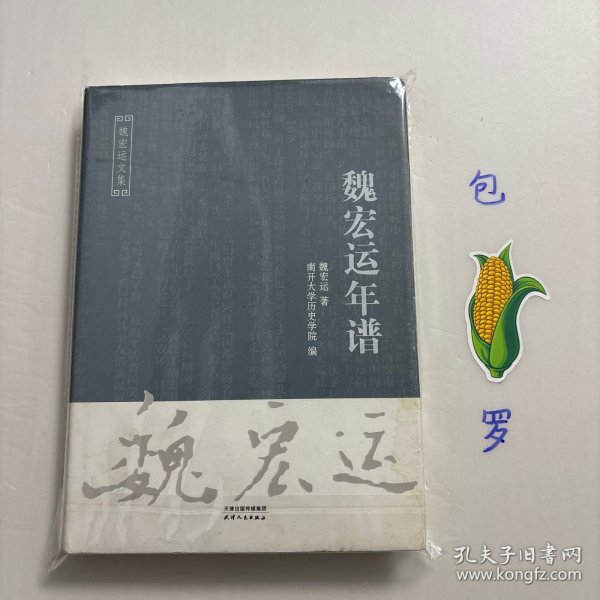 魏宏运文集
魏宏运年谱
魏宏运 著
南开大学历史学院 编
魏宏运
天津出版传媒集团
天津人民出版社
包
罗
孔夫子旧书网
www.kongfz.com